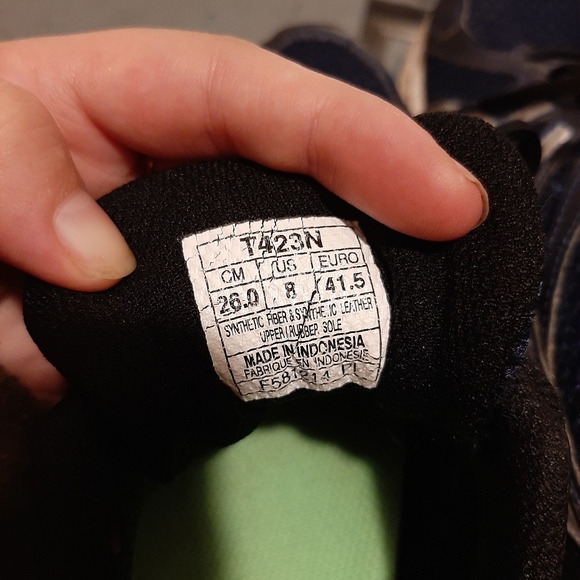 T423N
CM US EURO
26.0 8 41.5
SYNTHETIC FIBER & SYNTHETIC LEATHER
UPPER / RUBBER SOLE
MADE IN INDONESIA
FABRIQUE EN INDONESIE